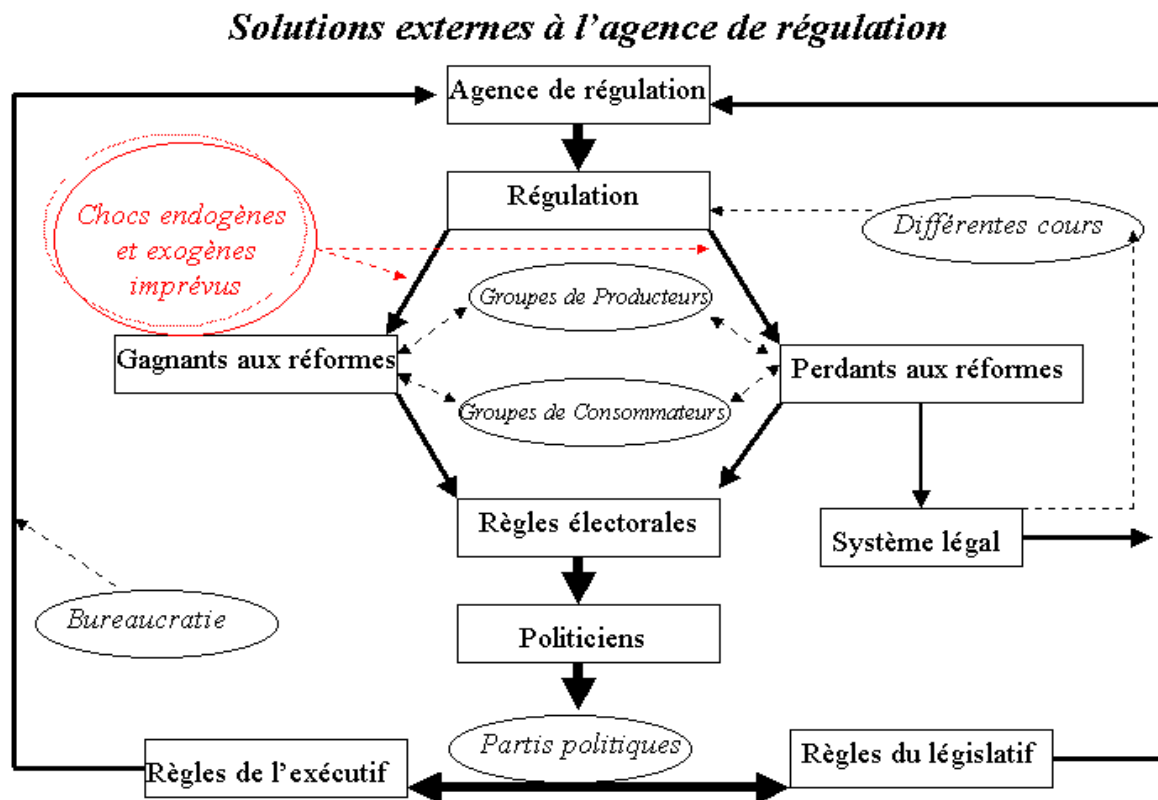 Solutions externes à l'agence de régulation
Agence de régulation
Régulation
Chocs endogènes
et exogènes
imprévus
Différentes cours
Groupes de Producteurs
Gagnants aux réformes
Perdants aux réformes
Groupes de Consommateurs
Règles électorales
Système légal
Bureaucratie
Politiciens
Partis politiques
Règles de l'exécutif
Règles du législatif